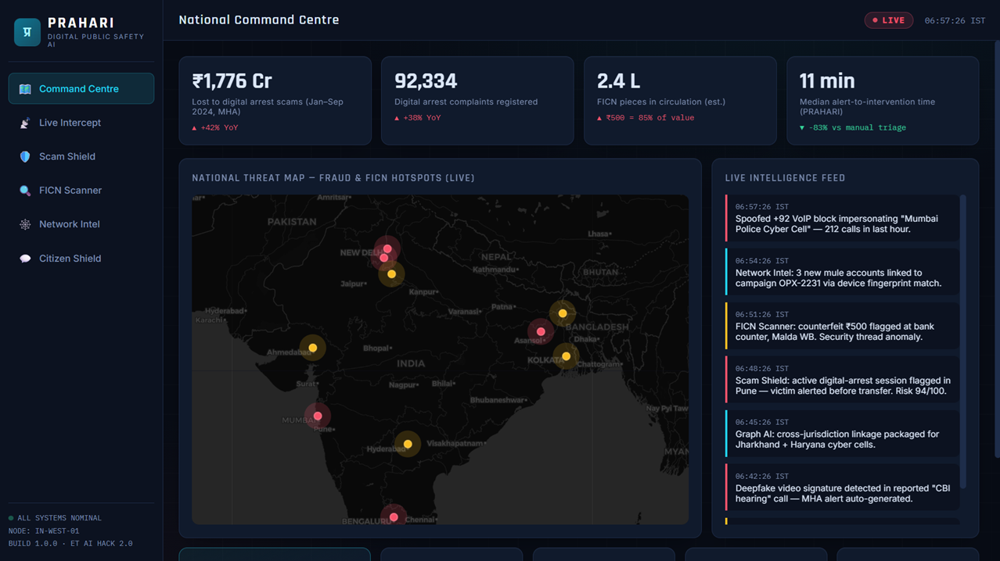 प्र
PRAHARI
DIGITAL PUBLIC SAFETY
AI
Command Centre
Live Intercept
Scam Shield
FICN Scanner
Network Intel
Citizen Shield
ALL SYSTEMS NOMINAL
NODE: IN-WEST-01
BUILD 1.0.0 · ET AI HACK 2.0
National Command Centre
LIVE
06:57:26 IST
₹1,776 Cr
Lost to digital arrest scams (Jan–Sep
2024, MHA)
▲ +42% YoY
92,334
Digital arrest complaints registered
▲ +38% YoY
2.4 L
FICN pieces in circulation (est.)
▲ ₹500 = 85% of value
11 min
Median alert-to-intervention time
(PRAHARI)
▼ -83% vs manual triage
NATIONAL THREAT MAP — FRAUD & FICN HOTSPOTS (LIVE)
Amritsar
PAKISTAN
Lhasa
NEW DELH
NEPAL
Kathmandu
BHUTAN
Jaipur
Kanpur
Hyderabad
Karachi
Varanasi
Patna
BANGLADESH
Asansol
Dhaka
Ahmedabad
Bhopal
INDIA
KOLKATA
Chattogram
Surat
Nagpur
Bhilai
Bhubaneshwar
Nay Pyi Taw
MUMBA
Pune
Hyderabad
Visakhapatnam
MYAN
BENGALURU
Chennai
LIVE INTELLIGENCE FEED
06:57:26 IST
Spoofed +92 VoIP block impersonating "Mumbai
Police Cyber Cell" — 212 calls in last hour.
06:54:26 IST
Network Intel: 3 new mule accounts linked to
campaign OPX-2231 via device fingerprint match.
06:51:26 IST
FICN Scanner: counterfeit ₹500 flagged at bank
counter, Malda WB. Security thread anomaly.
06:48:26 IST
Scam Shield: active digital-arrest session flagged in
Pune — victim alerted before transfer. Risk 94/100.
06:45:26 IST
Graph AI: cross-jurisdiction linkage packaged for
Jharkhand + Haryana cyber cells.
06:42:26 IST
Deepfake video signature detected in reported "CBI
hearing" call — MHA alert auto-generated.